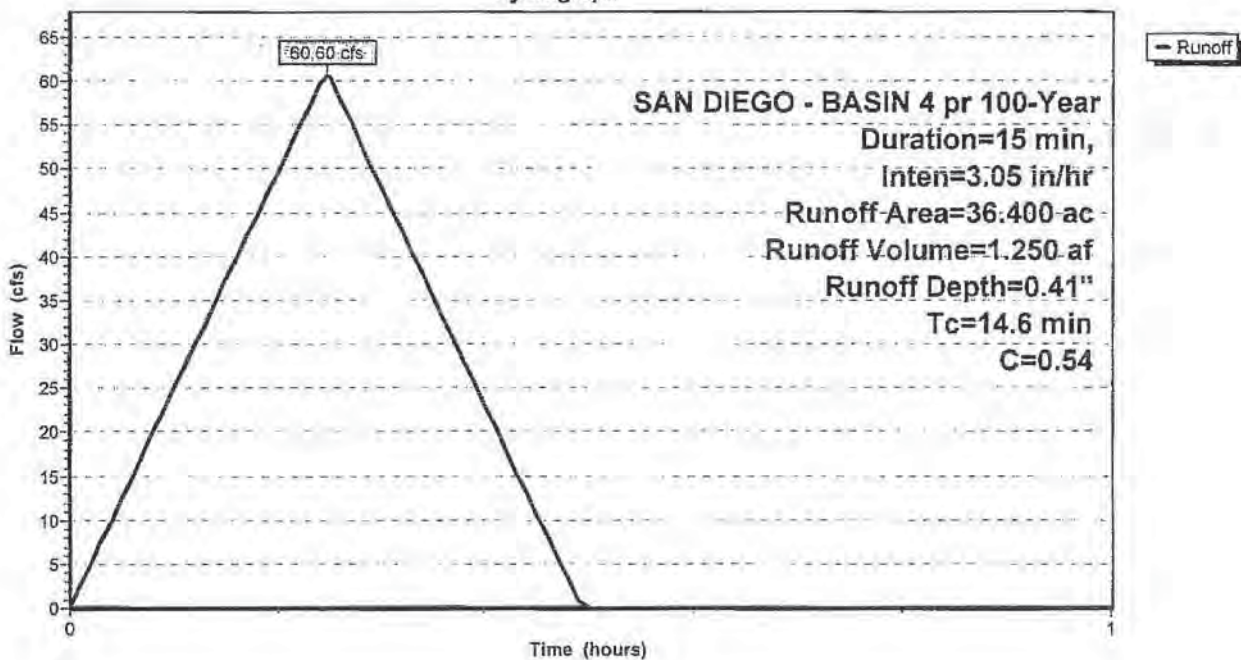 60.60 cfs
Runoff
SAN DIEGO - BASIN 4 pr 100-Year
Duration=15 min,
Inten=3.05 in/hr
Runoff Area=36.400 ac
Runoff Volume=1.250 af
Runoff Depth=0.41"
Tc=14.6 min
C=0.54
Flow (cfs)
65
60
55
50
45
40
35
30
25
20
15
10
5
0
0
1
Time (hours)